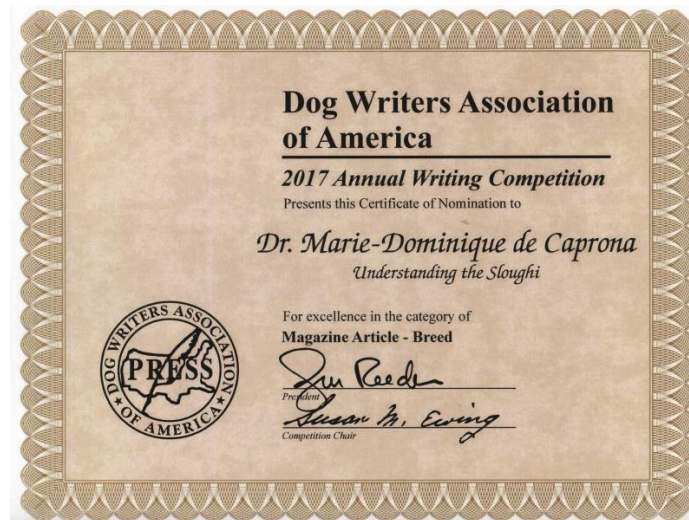 Dog Writers Association
of America
2017 Annual Writing Competition
Presents this Certificate of Nomination to
Dr. Marie-Dominique de Caprona
Understanding the Sloughi
For excellence in the category of
Magazine Article - Breed
President
Susan M. Ewing
Competition Chair
DOG WRITERS ASSOCIATION
PRESS
OF AMERICA